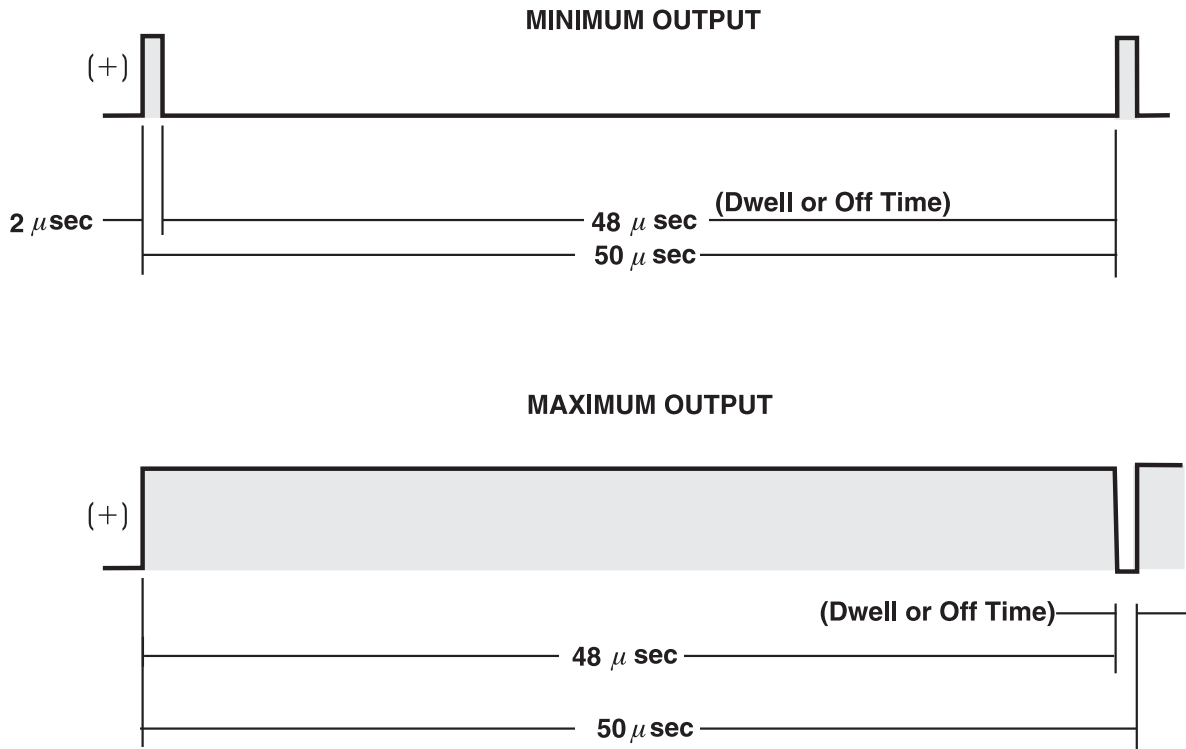 MINIMUM OUTPUT
(+)
2 μsec
48 μ sec (Dwell or Off Time)
50 μ sec
MAXIMUM OUTPUT
(+)
(Dwell or Off Time)
48 μ sec
50 μ sec